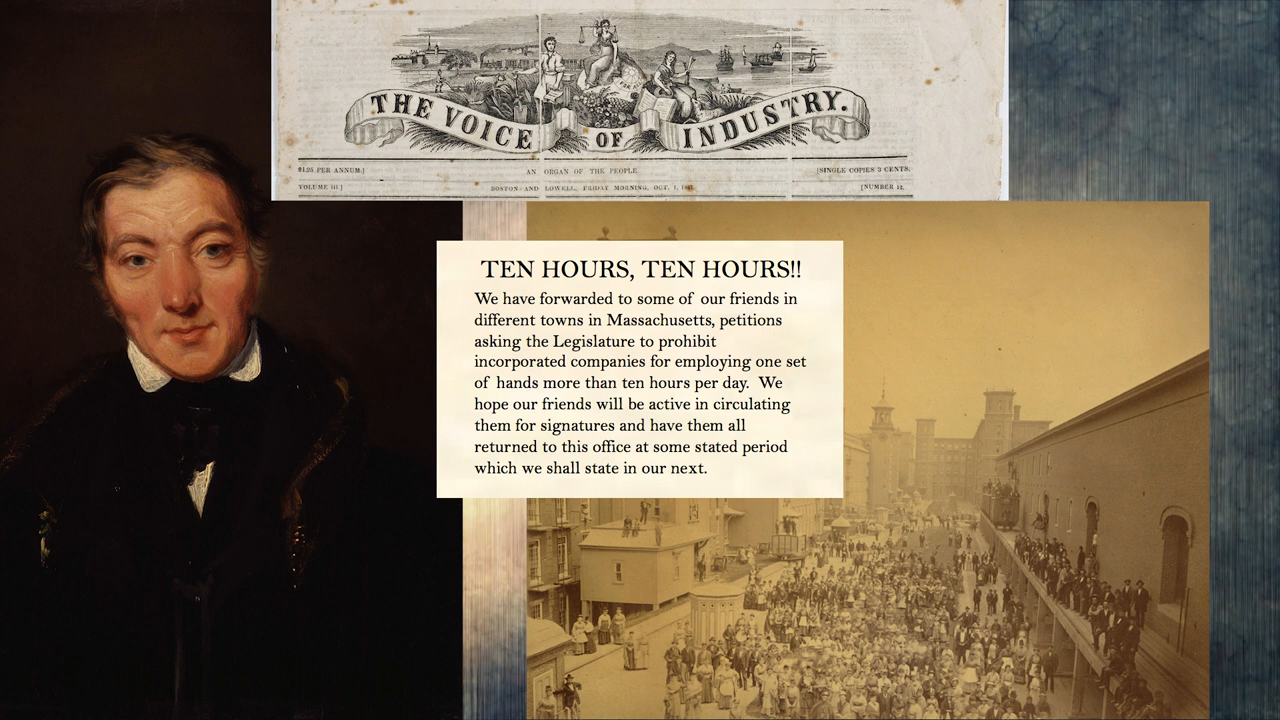 THE VOICE OF INDUSTRY.
$1.25 PER ANNUM.] AN ORGAN OF THE PEOPLE [SINGLE COPIES 3 CENTS.
VOLUME III] BOSTON AND LOWELL, FRIDAY MORNING, OCT. 1, 1847. [NUMBER 12.
TEN HOURS, TEN HOURS!!
We have forwarded to some of our friends in
different towns in Massachusetts, petitions
asking the Legislature to prohibit
incorporated companies for employing one set
of hands more than ten hours per day. We
hope our friends will be active in circulating
them for signatures and have them all
returned to this office at some stated period
which we shall state in our next.